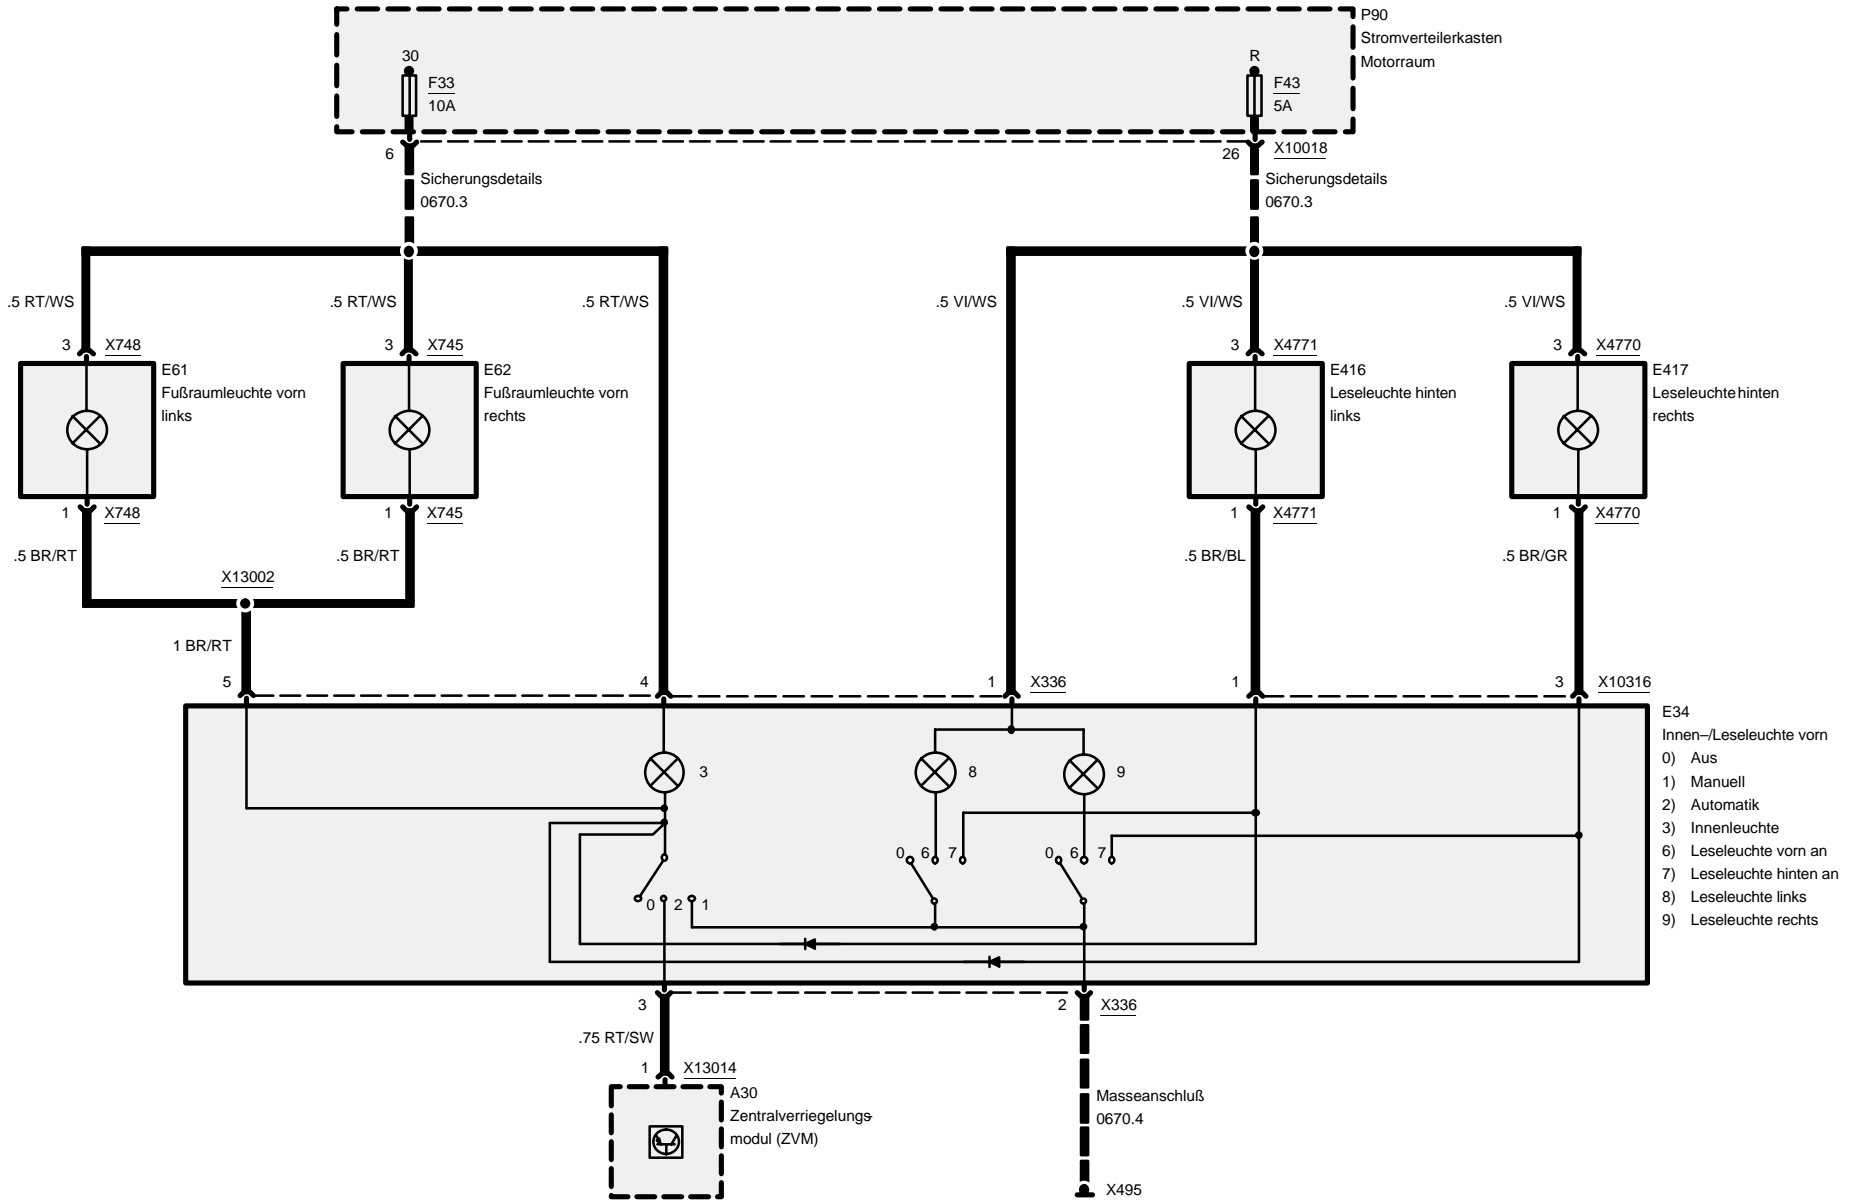 P90
Stromverteilerkasten
Motorraum
30
F33
10A
R
F43
5A
6
26
X10018
Sicherungsdetails
0670.3
Sicherungsdetails
0670.3
.5 RT/WS
.5 RT/WS
.5 RT/WS
.5 VI/WS
.5 VI/WS
.5 VI/WS
3
X748
3
X745
3
X4771
3
X4770
E61
Fußraumleuchte vorn
links
E62
Fußraumleuchte vorn
rechts
E416
Leseleuchte hinten
links
E417
Leseleuchte hinten
rechts
1
X748
1
X745
1
X4771
1
X4770
.5 BR/RT
.5 BR/RT
.5 BR/BL
.5 BR/GR
X13002
1 BR/RT
5
4
1
X336
1
3
X10316
E34
Innen–/Leseleuchte vorn
0) Aus
1) Manuell
2) Automatik
3) Innenleuchte
6) Leseleuchte vorn an
7) Leseleuchte hinten an
8) Leseleuchte links
9) Leseleuchte rechts
3
8
9
0 6 7
0 6 7
0 2 1
3
2
X336
.75 RT/SW
1
X13014
A30
Zentralverriegelungs-
modul (ZVM)
Masseanschluß
0670.4
X495